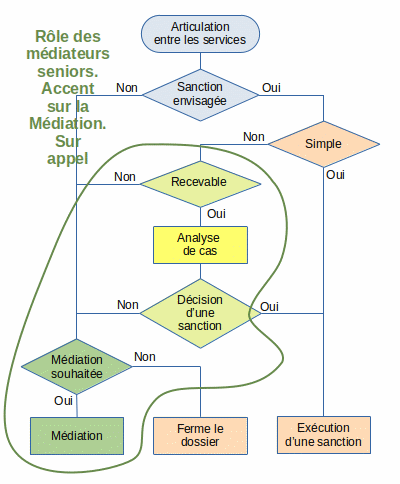 Rôle des
médiateurs
seniors.
Accent
sur la
Médiation.
Sur
appel
Articulation
entre les services
Non
Sanction
envisagée
Oui
Non
Simple
Oui
Non
Recevable
Oui
Analyse
de cas
Non
Décision
d'une
sanction
Oui
Médiation
souhaitée
Non
Oui
Médiation
Ferme le
dossier
Exécution
d'une sanction